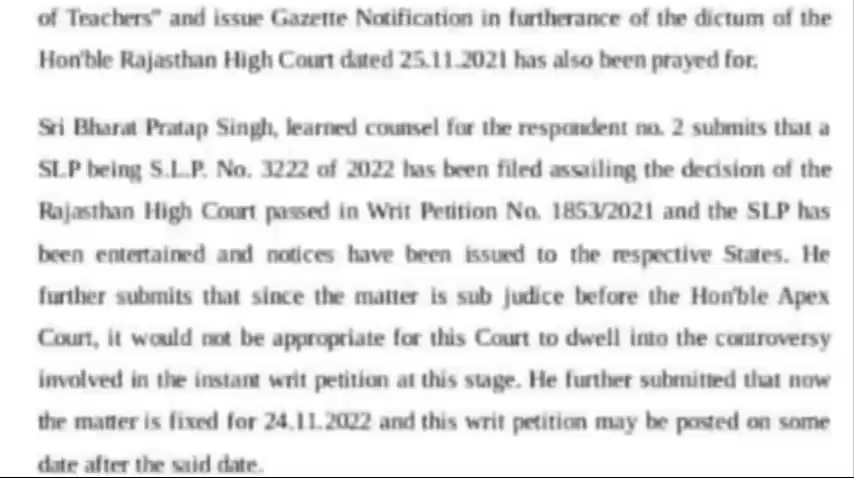 of Teachers" and issue Gazette Notification in furtherance of the dictum of the
Hon'ble Rajasthan High Court dated 25.11.2021 has also been prayed for.
Sri Bharat Pratap Singh, learned counsel for the respondent no. 2 submits that a
SLP being S.L.P. No. 3222 of 2022 has been filed assailing the decision of the
Rajasthan High Court passed in Writ Petition No. 1853/2021 and the SLP has
been entertained and notices have been issued to the respective States. He
further submits that since the matter is sub judice before the Hon'ble Apex
Court, it would not be appropriate for this Court to dwell into the controversy
involved in the instant writ petition at this stage. He further submitted that now
the matter is fixed for 24.11.2022 and this writ petition may be posted on some
date after the said date.